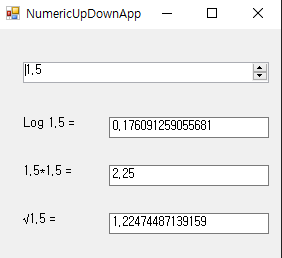 NumericUpDownApp
1,5
Log 1,5 = 0,176091259055681
1,5*1,5 = 2,25
√1,5 = 1,22474487139159